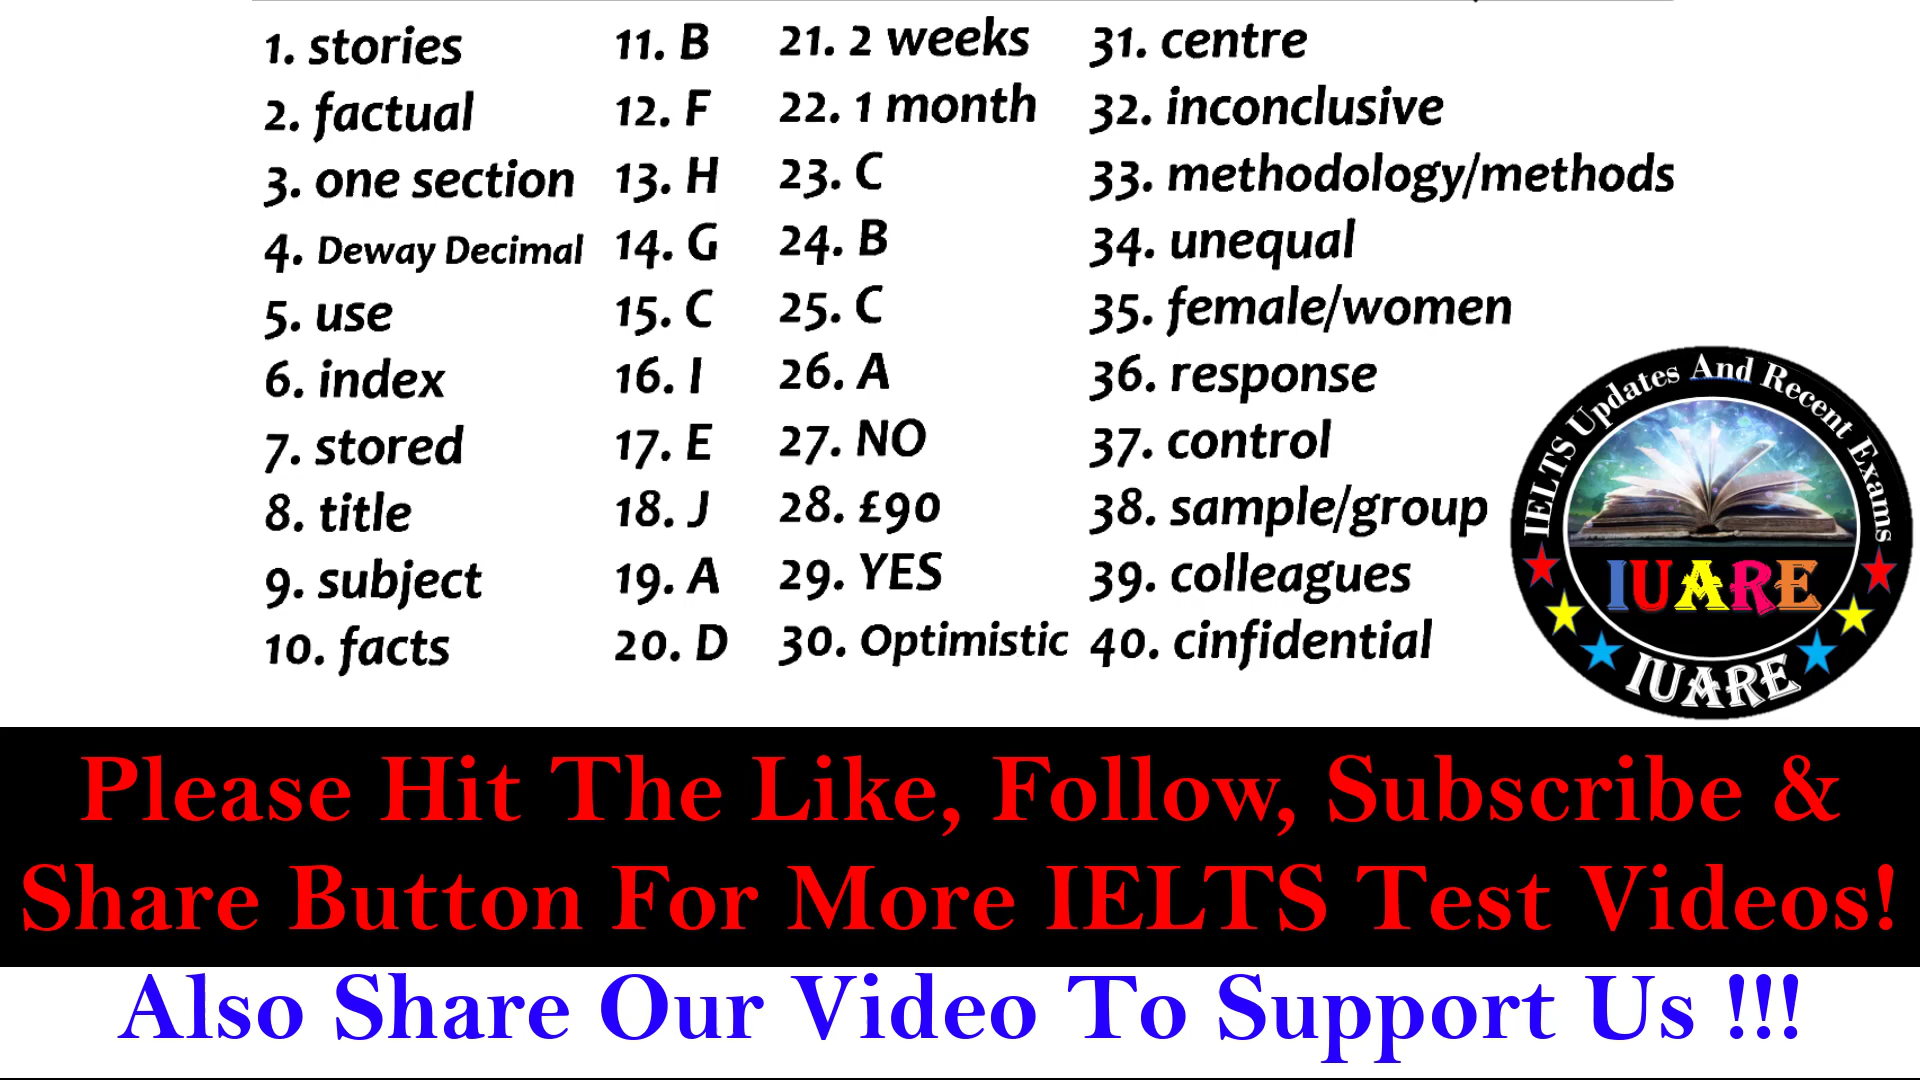 1. stories
2. factual
3. one section
4. Deway Decimal
5. use
6. index
7. stored
8. title
9. subject
10. facts
11. B
12. F
13. H
14. G
15. C
16. I
17. E
18. J
19. A
20. D
21. 2 weeks
22. 1 month
23. C
24. B
25. C
26. A
27. NO
28. £90
29. YES
30. Optimistic
31. centre
32. inconclusive
33. methodology/methods
34. unequal
35. female/women
36. response
37. control
38. sample/group
39. colleagues
40. cinfidential
IELTS Updates And Recent Exams
IUARE
IUARE
Please Hit The Like, Follow, Subscribe &
Share Button For More IELTS Test Videos!
Also Share Our Video To Support Us !!!